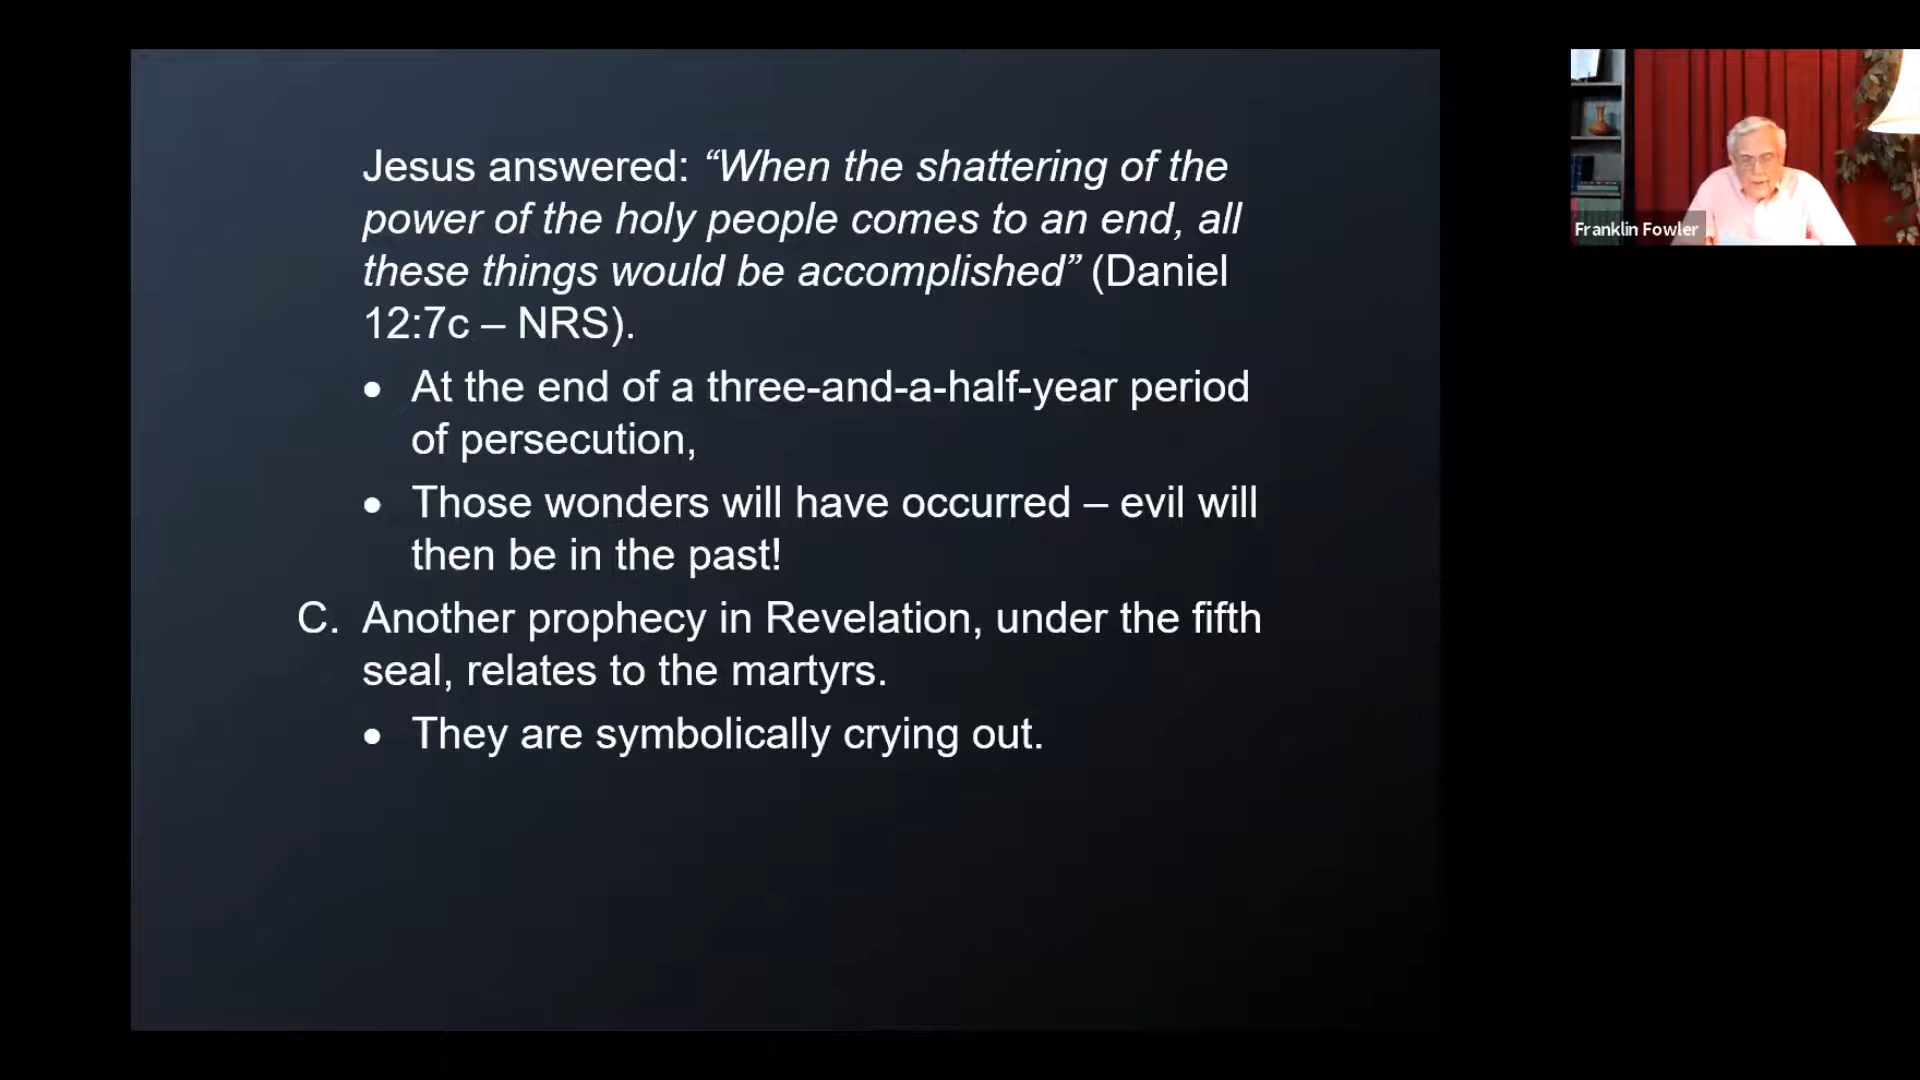 Jesus answered: “When the shattering of the
power of the holy people comes to an end, all
these things would be accomplished” (Daniel
12:7c – NRS).
• At the end of a three-and-a-half-year period
of persecution,
• Those wonders will have occurred – evil will
then be in the past!
C. Another prophecy in Revelation, under the fifth
seal, relates to the martyrs.
• They are symbolically crying out.
Franklin Fowler